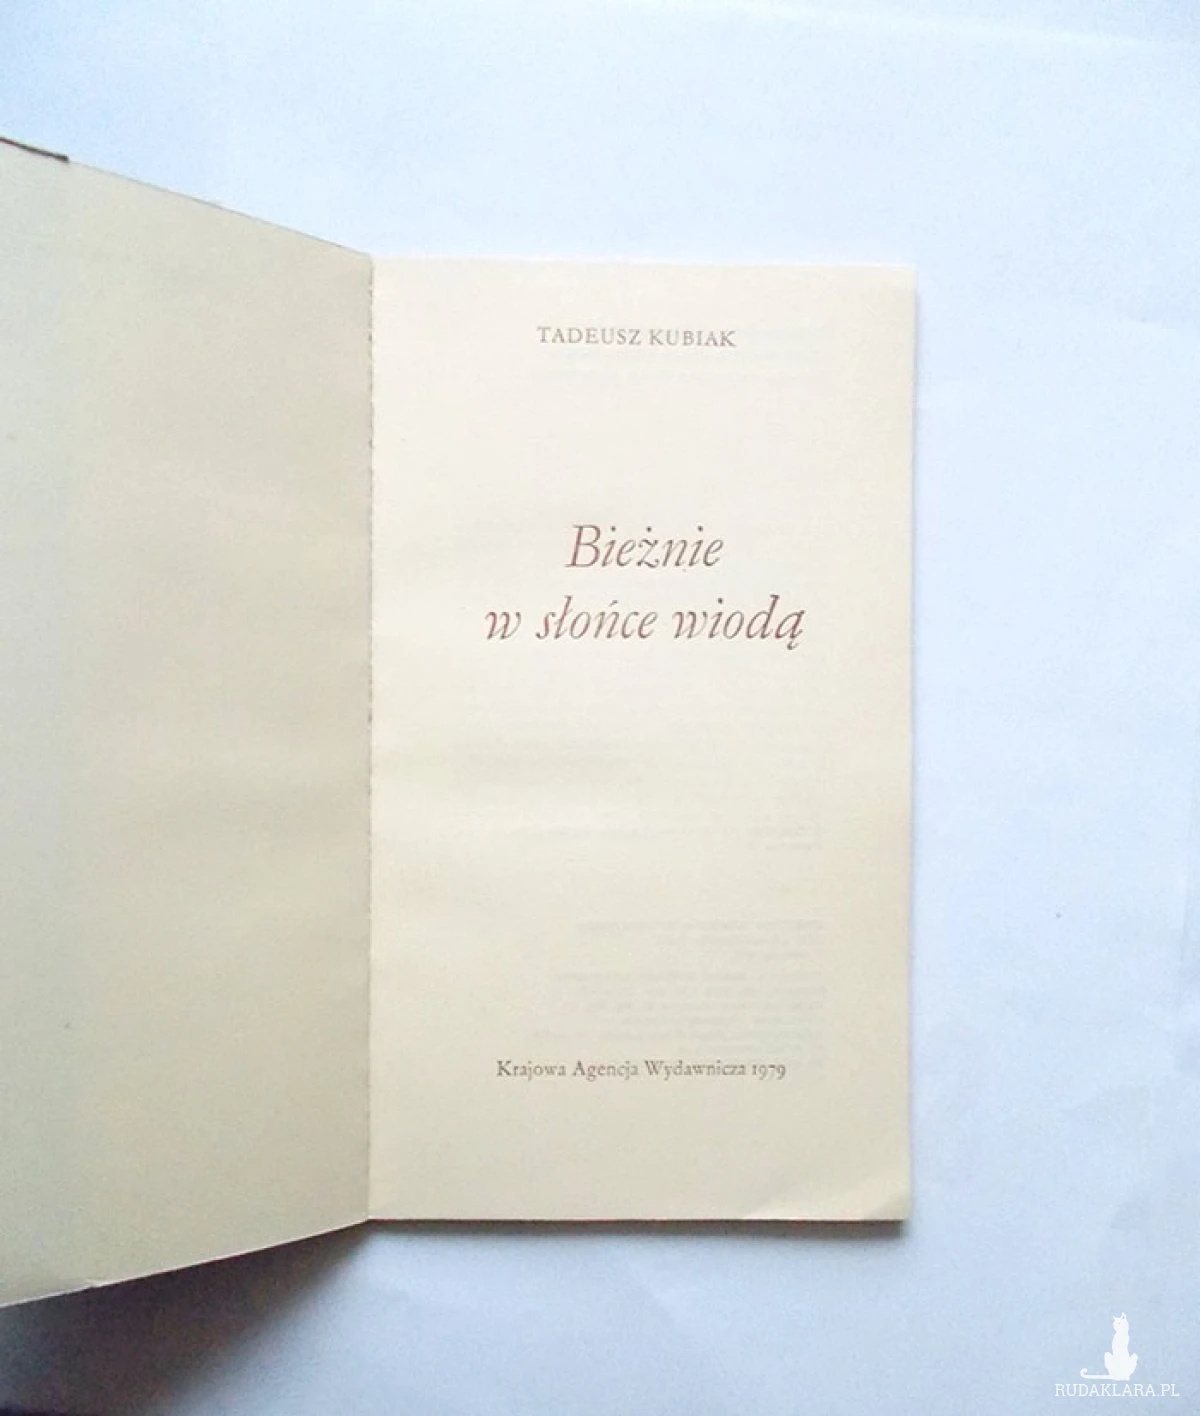 TADEUSZ KUBIAK
Bieżnie
w słońce wiodą
Krajowa Agencja Wydawnicza 1979
RUDAKLARA.PL